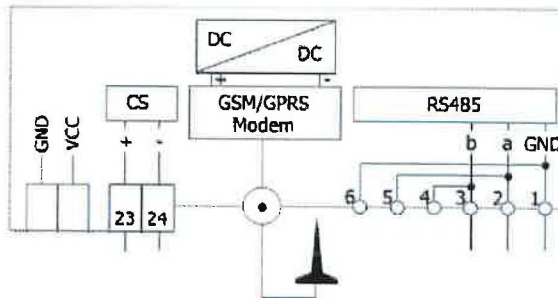 DC
DC
+ -
CS
GSM/GPRS
Modem
RS485
GND
VCC
+
-
b a GND
6 5 4 3 2 1
23 24